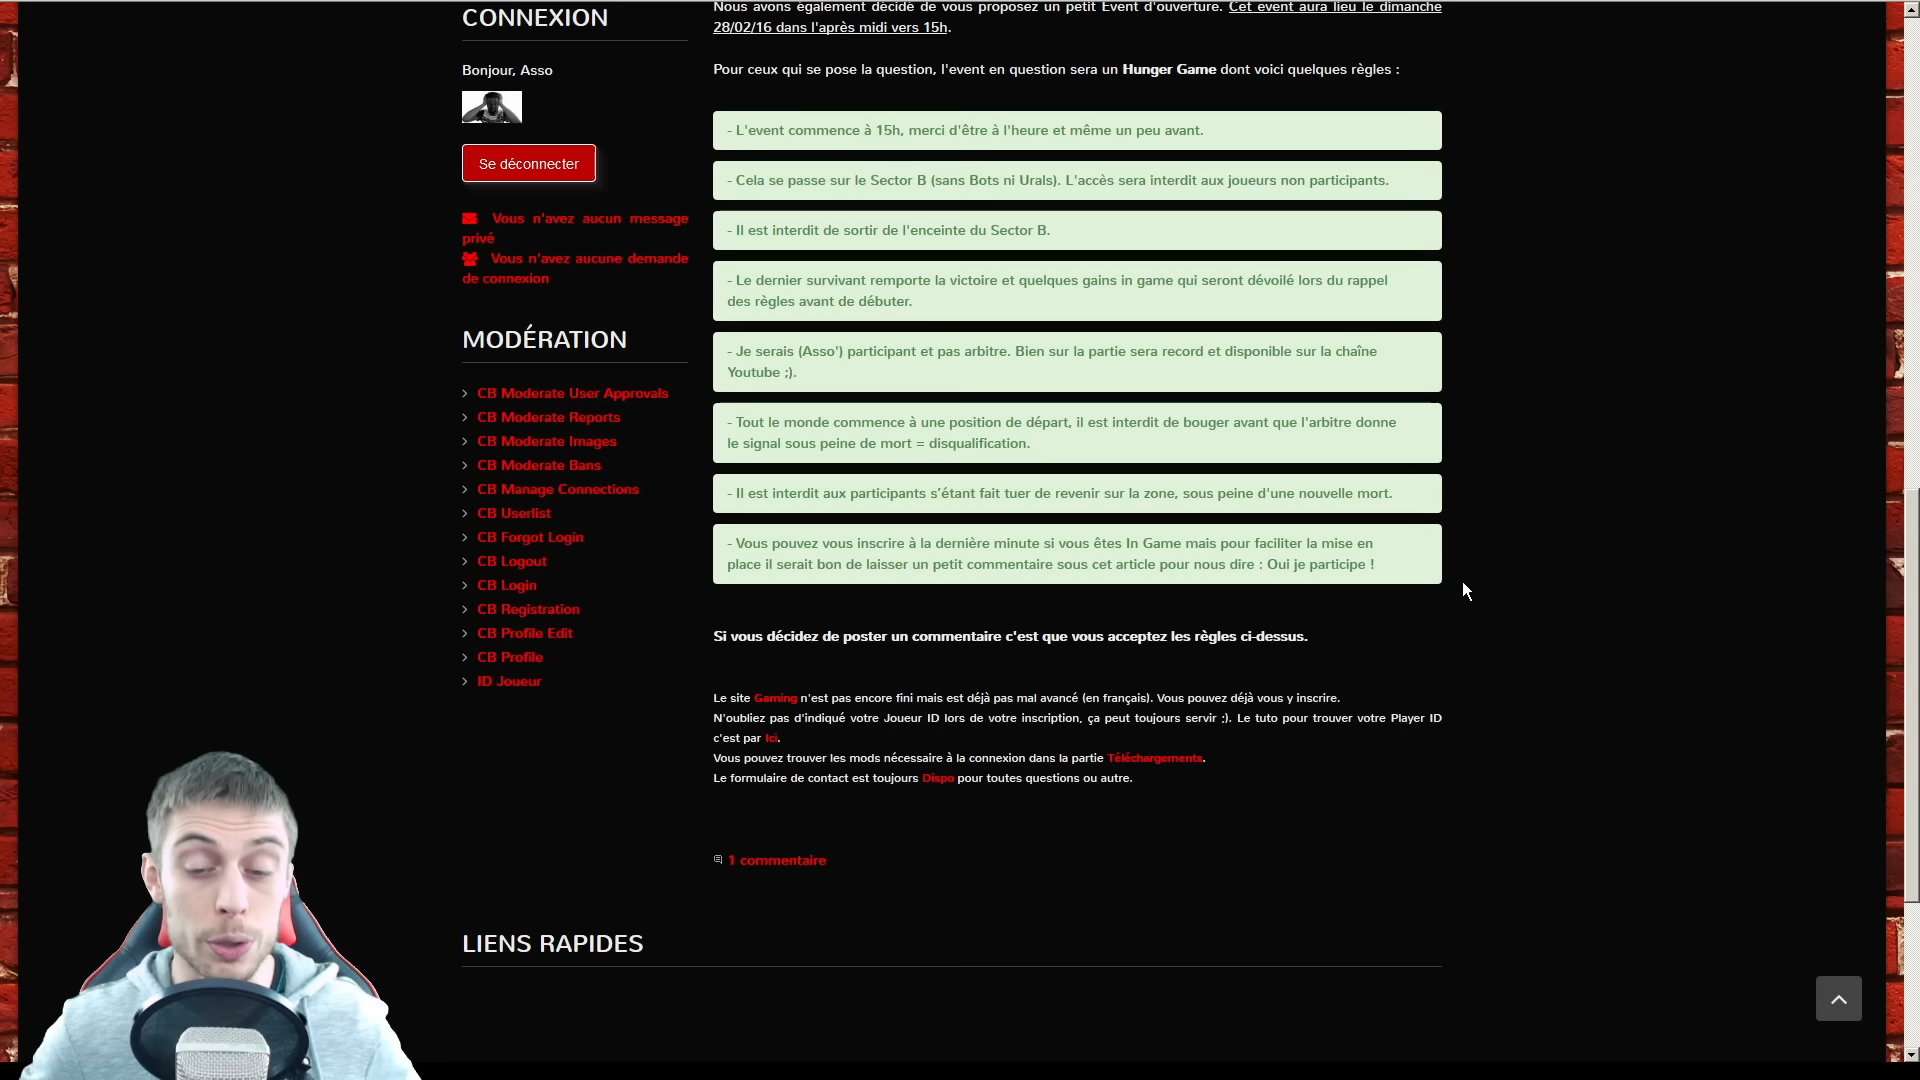 CONNEXION
Bonjour, Asso
Se déconnecter
Vous n'avez aucun message
privé
Vous n'avez aucune demande
de connexion
MODÉRATION
CB Moderate User Approvals
CB Moderate Reports
CB Moderate Images
CB Moderate Bans
CB Manage Connections
CB Userlist
CB Forgot Login
CB Logout
CB Login
CB Registration
CB Profile Edit
CB Profile
ID Joueur
Nous avons également décidé de vous proposez un petit Event d'ouverture. Cet event aura lieu le dimanche
28/02/16 dans l'après midi vers 15h.
Pour ceux qui se pose la question, l'event en question sera un Hunger Game dont voici quelques règles :
- L'event commence à 15h, merci d'être à l'heure et même un peu avant.
- Cela se passe sur le Sector B (sans Bots ni Urals). L'accès sera interdit aux joueurs non participants.
- Il est interdit de sortir de l'enceinte du Sector B.
- Le dernier survivant remporte la victoire et quelques gains in game qui seront dévoilé lors du rappel
des règles avant de débuter.
- Je serais (Asso') participant et pas arbitre. Bien sur la partie sera record et disponible sur la chaîne
Youtube ;).
- Tout le monde commence à une position de départ, il est interdit de bouger avant que l'arbitre donne
le signal sous peine de mort = disqualification.
- Il est interdit aux participants s'étant fait tuer de revenir sur la zone, sous peine d'une nouvelle mort.
- Vous pouvez vous inscrire à la dernière minute si vous êtes In Game mais pour faciliter la mise en
place il serait bon de laisser un petit commentaire sous cet article pour nous dire : Oui je participe !
Si vous décidez de poster un commentaire c'est que vous acceptez les règles ci-dessus.
Le site Gaming n'est pas encore fini mais est déjà pas mal avancé (en français). Vous pouvez déjà vous y inscrire.
N'oubliez pas d'indiqué votre Joueur ID lors de votre inscription, ça peut toujours servir ;). Le tuto pour trouver votre Player ID
c'est par Ici.
Vous pouvez trouver les mods nécessaire à la connexion dans la partie Téléchargements.
Le formulaire de contact est toujours Dispo pour toutes questions ou autre.
1 commentaire
LIENS RAPIDES